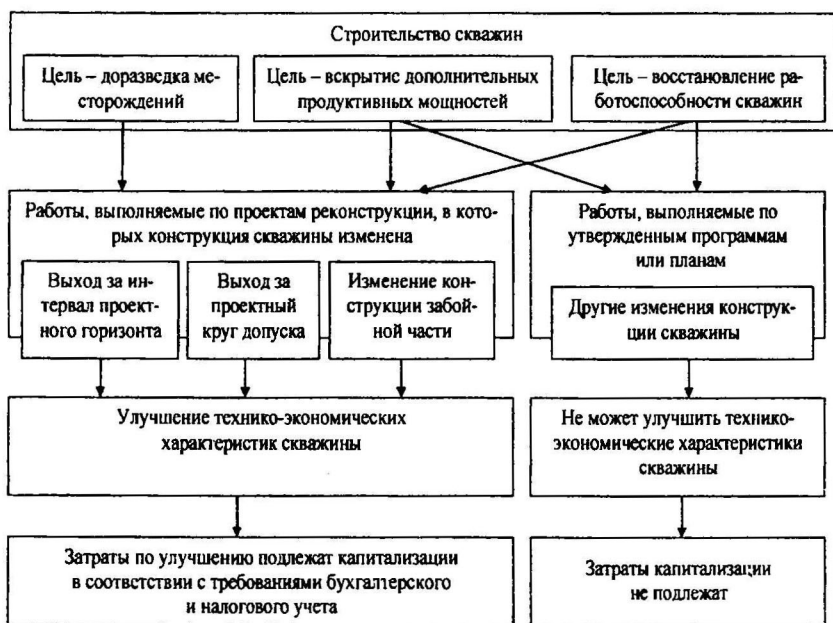 Строительство скважин
Цель – доразведка ме-
сторождений
Цель – вскрытие дополнительных
продуктивных мощностей
Цель – восстановление ра-
ботоспособности скважин
Работы, выполняемые по проектам реконструкции, в кото-
рых конструкция скважины изменена
Выход за ин-
тервал проект-
ного горизонта
Выход за
проектный
круг допуска
Изменение кон-
струкции забой-
ной части
Работы, выполняемые по
утвержденным программам
или планам
Другие изменения конструк-
ции скважины
Улучшение технико-экономических
характеристик скважины
Не может улучшить технико-
экономические характеристики
скважины
Затраты по улучшению подлежат капитализации
в соответствии с требованиями бухгалтерского
и налогового учета
Затраты капитализации
не подлежат